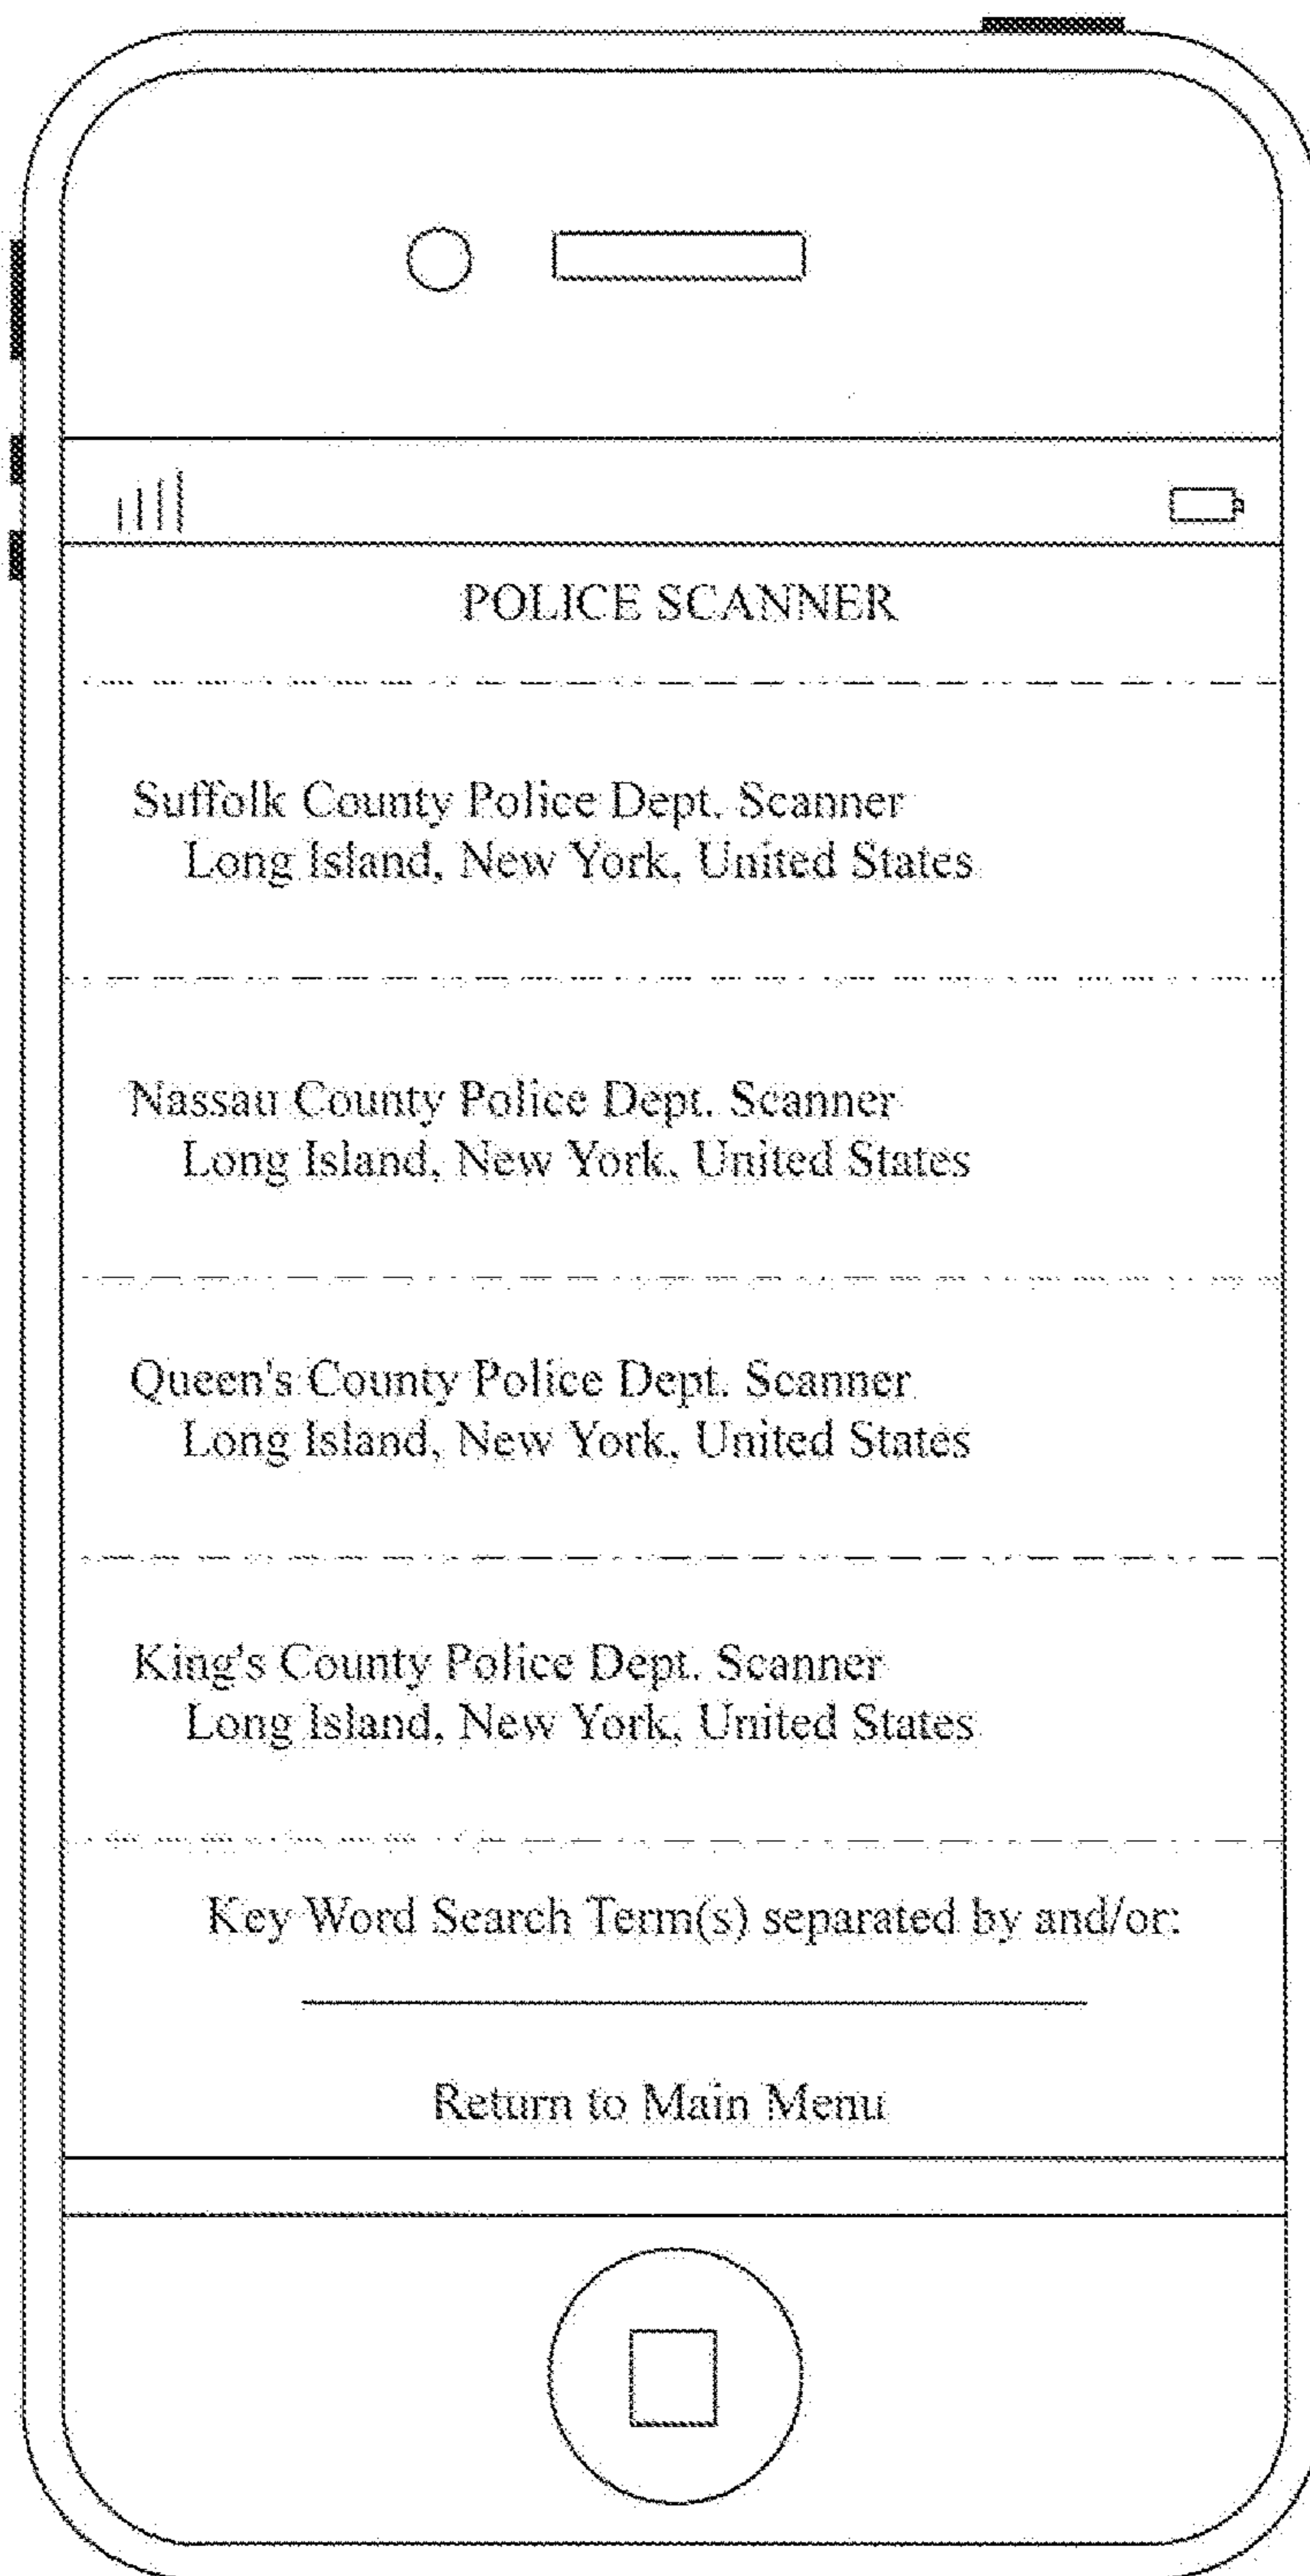 POLICE SCANNER
Suffolk County Police Dept. Scanner
Long Island, New York, United States
Nassau County Police Dept. Scanner
Long Island, New York, United States
Queen's County Police Dept. Scanner
Long Island, New York, United States
King's County Police Dept. Scanner
Long Island, New York, United States
Key Word Search Term(s) separated by and/or:
Return to Main Menu